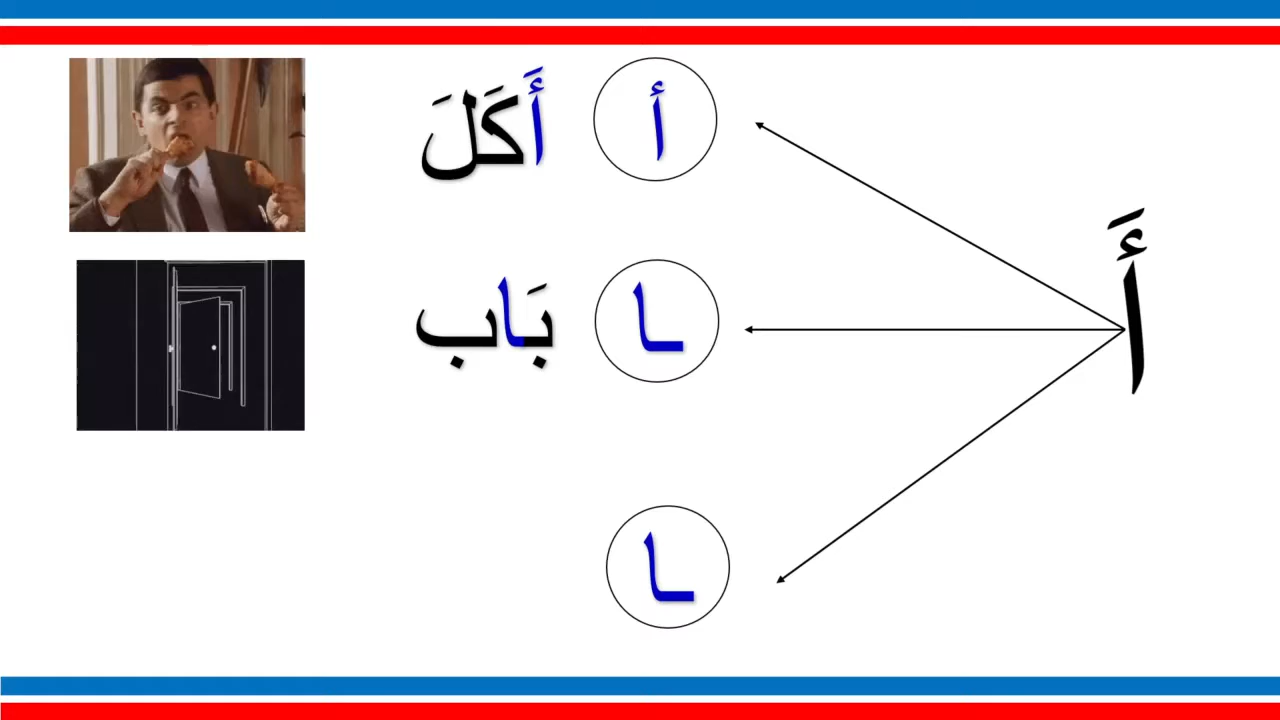 أَ
أ أَكَلَ
ـا بَاب
ـا